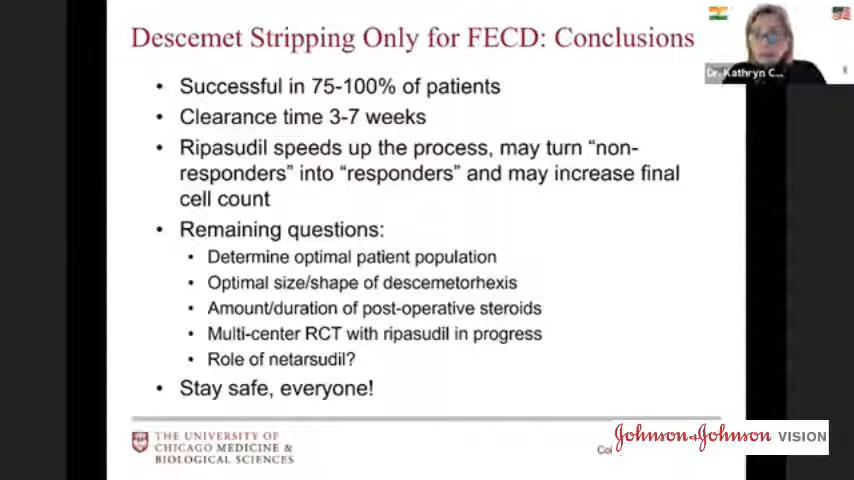 Descemet Stripping Only for FECD: Conclusions
Dr. Kathryn C...
• Successful in 75-100% of patients
• Clearance time 3-7 weeks
• Ripasudil speeds up the process, may turn “non-
responders” into “responders” and may increase final
cell count
• Remaining questions:
• Determine optimal patient population
• Optimal size/shape of descemetorhexis
• Amount/duration of post-operative steroids
• Multi-center RCT with ripasudil in progress
• Role of netarsudil?
• Stay safe, everyone!
THE UNIVERSITY OF
CHICAGO MEDICINE &
BIOLOGICAL SCIENCES
Johnson+Johnson VISION